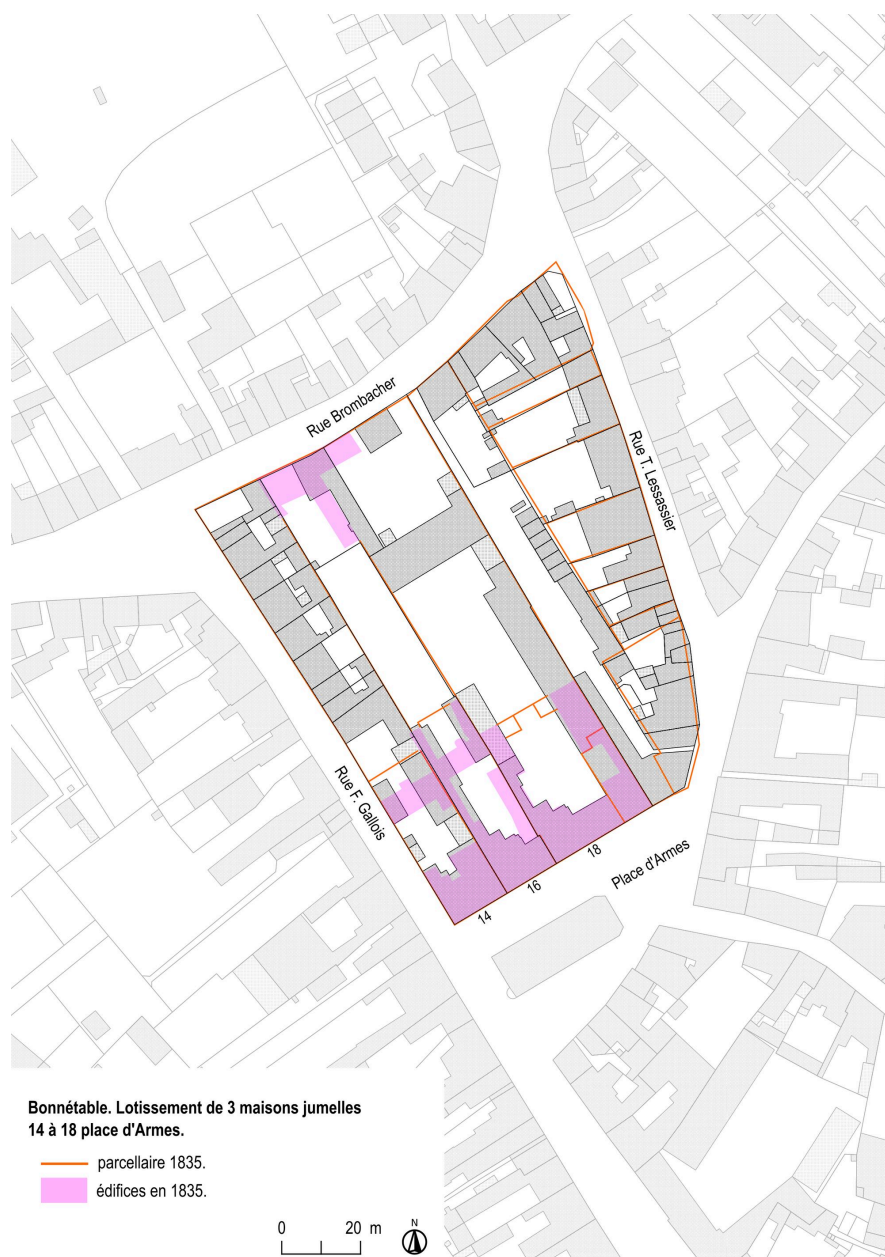 Rue Brombacher
Rue T. Lessassier
Rue F. Gallois
18
Place d'Armes
16
14
Bonnétable. Lotissement de 3 maisons jumelles
14 à 18 place d'Armes.
parcellaire 1835.
édifices en 1835.
N
0 20 m